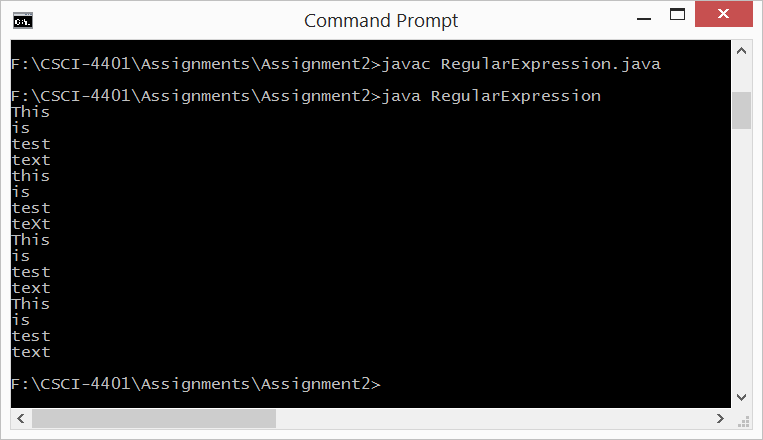 Command Prompt
F:\CSCI-4401\Assignments\Assignment2>javac RegularExpression.java
F:\CSCI-4401\Assignments\Assignment2>java RegularExpression
This
is
test
text
this
is
test
teXt
This
is
test
text
This
is
test
text
F:\CSCI-4401\Assignments\Assignment2>